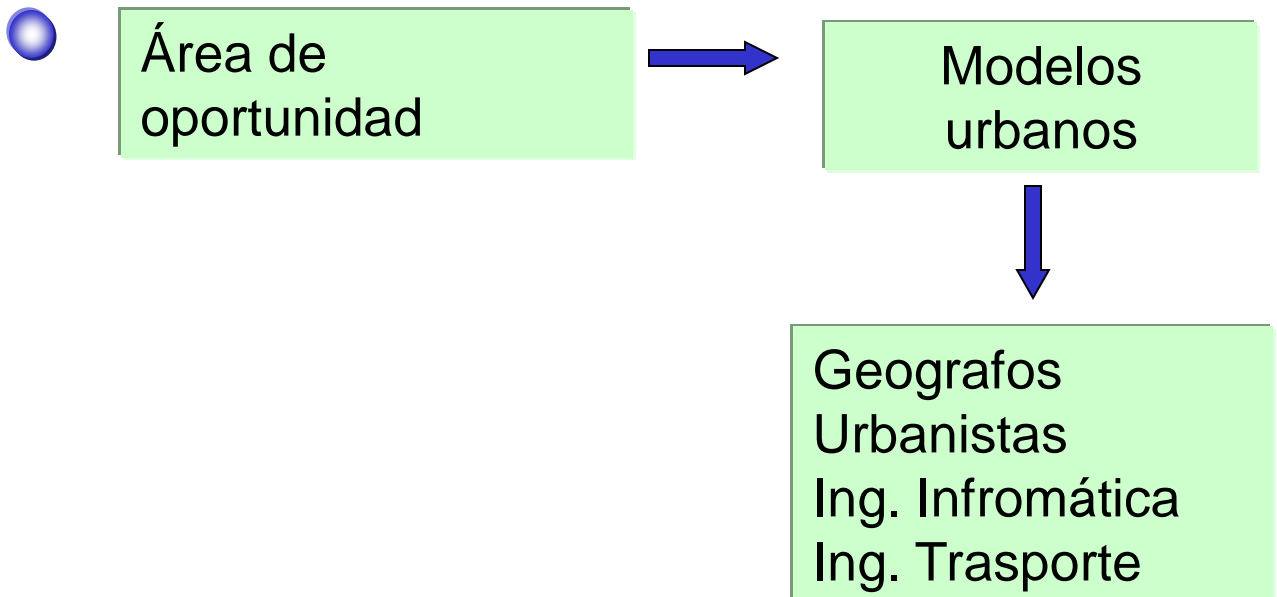 Área de
oportunidad
Modelos
urbanos
Geografos
Urbanistas
Ing. Infromática
Ing. Trasporte